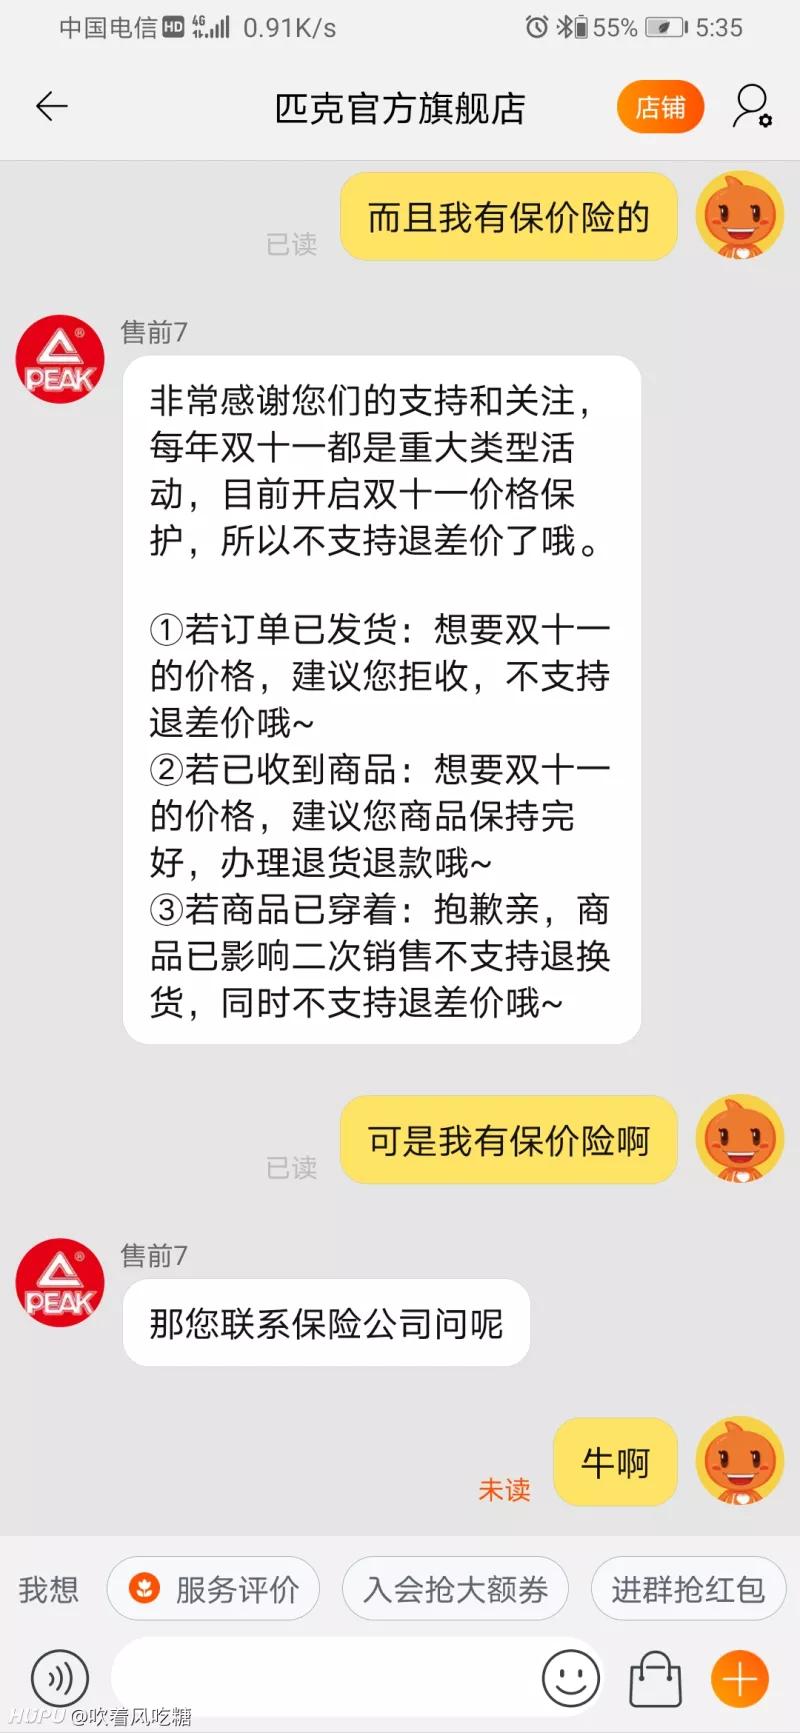 中国电信 HD 4G 0.91K/s 55% 5:35
匹克官方旗舰店
店铺
而且我有保价险的
已读
售前7
PEAK
非常感谢您们的支持和关注，
每年双十一都是重大类型活
动，目前开启双十一价格保
护，所以不支持退差价了哦。
①若订单已发货：想要双十一
的价格，建议您拒收，不支持
退差价哦~
②若已收到商品：想要双十一
的价格，建议您商品保持完
好，办理退货退款哦~
③若商品已穿着：抱歉亲，商
品已影响二次销售不支持退换
货，同时不支持退差价哦~
可是我有保价险啊
已读
售前7
PEAK
那您联系保险公司问呢
牛啊
未读
我想
服务评价
入会抢大额券
进群抢红包
HUPU @吹着风吃糖